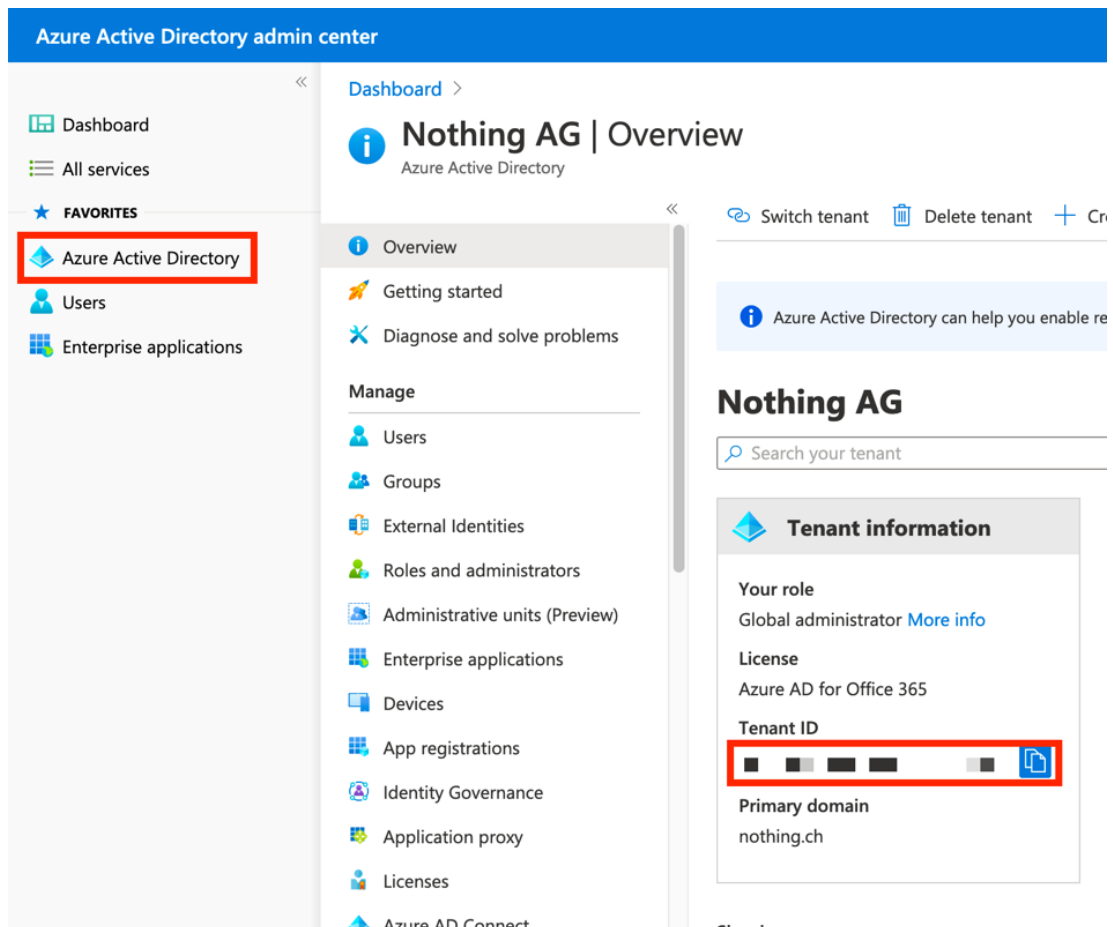 Azure Active Directory admin center
Dashboard
All services
FAVORITES
Azure Active Directory
Users
Enterprise applications
Dashboard >
Nothing AG | Overview
Azure Active Directory
Overview
Getting started
Diagnose and solve problems
Manage
Users
Groups
External Identities
Roles and administrators
Administrative units (Preview)
Enterprise applications
Devices
App registrations
Identity Governance
Application proxy
Licenses
Azure AD Connect
Switch tenant Delete tenant
Azure Active Directory can help you enable
Nothing AG
Search your tenant
Tenant information
Your role
Global administrator More info
License
Azure AD for Office 365
Tenant ID
Primary domain
nothing.ch